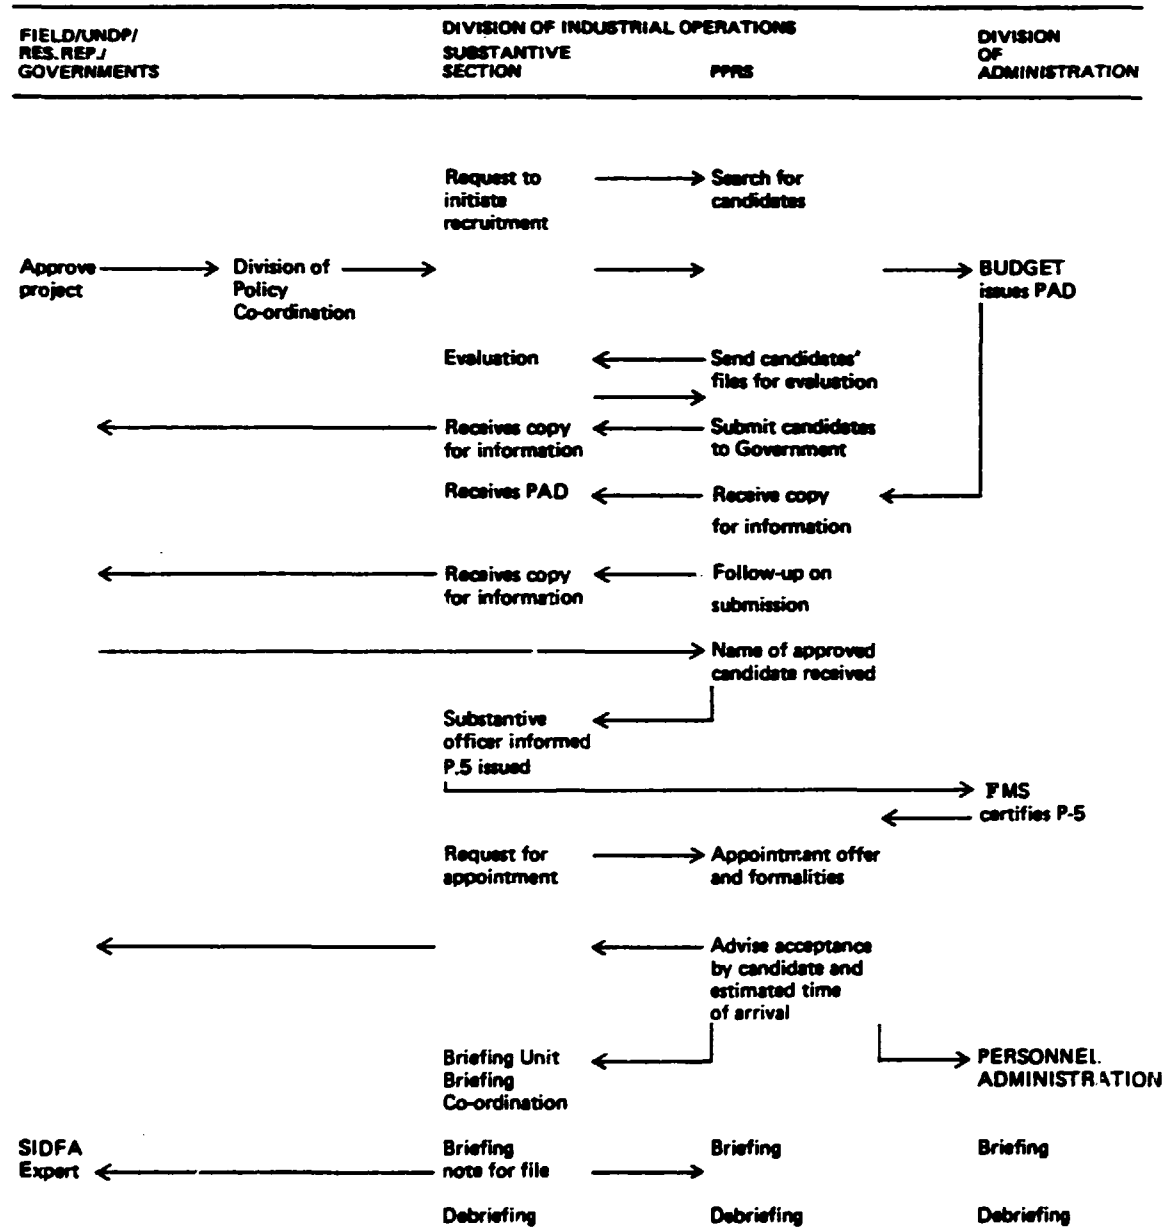 FIELD/UNDP/
RES. REP./
GOVERNMENTS
DIVISION OF INDUSTRIAL OPERATIONS
SUBSTANTIVE
SECTION
PPRS
DIVISION
OF
ADMINISTRATION
Request to
initiate
recruitment
Search for
candidates
Approve
project
Division of
Policy
Co-ordination
BUDGET
issues PAD
Evaluation
Send candidates'
files for evaluation
Receives copy
for information
Submit candidates
to Government
Receives PAD
Receive copy
for information
Receives copy
for information
Follow-up on
submission
Name of approved
candidate received
Substantive
officer informed
P.5 issued
FMS
certifies P-5
Request for
appointment
Appointment offer
and formalities
Advise acceptance
by candidate and
estimated time
of arrival
Briefing Unit
Briefing
Co-ordination
PERSONNEL
ADMINISTRATION
SIDFA
Expert
Briefing
note for file
Briefing
Briefing
Debriefing
Debriefing
Debriefing